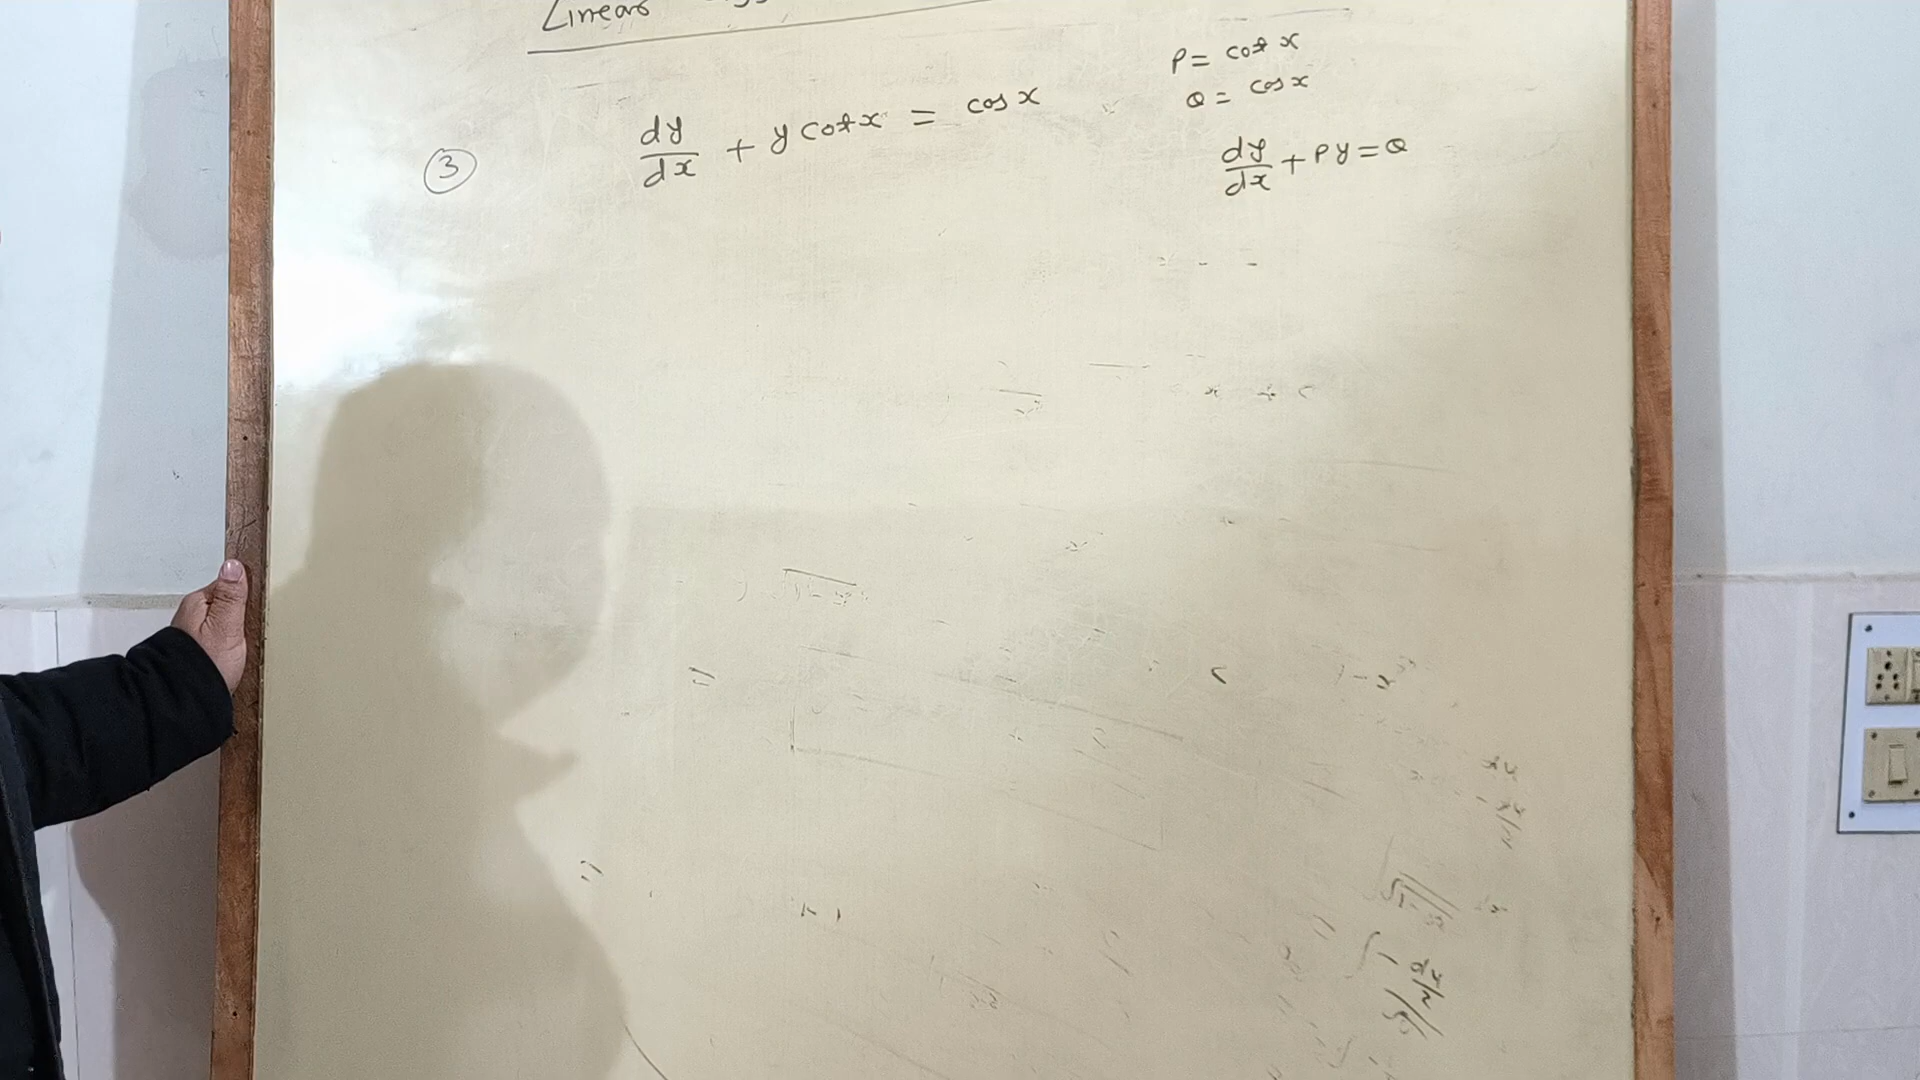 Linear
③ dy/dx + y cot x = cos x
P = cot x
Q = cos x
dy/dx + Py = Q